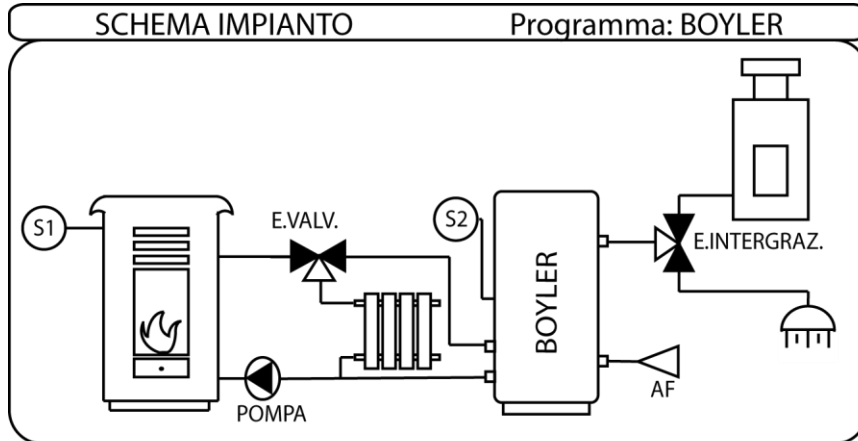 SCHEMA IMPIANTO Programma: BOYLER
S1
E.VALV.
S2
E.INTERGRAZ.
BOYLER
POMPA
AF